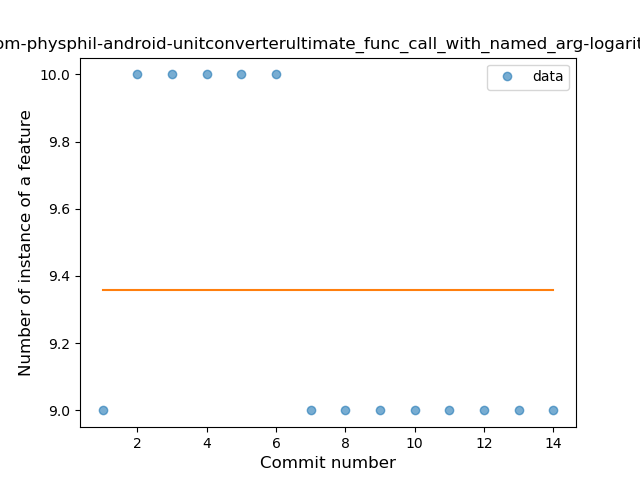 om-physphil-android-unitconverterultimate_func_call_with_named_arg-logarit
data
Number of instance of a feature
10.0
9.8
9.6
9.4
9.2
9.0
2 4 6 8 10 12 14
Commit number